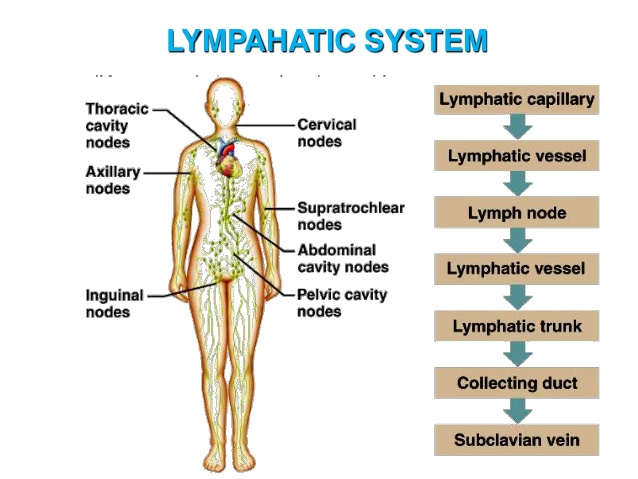 LYMPAHATIC SYSTEM
Thoracic
cavity
nodes
Axillary
nodes
Inguinal
nodes
Cervical
nodes
Supratrochlear
nodes
Abdominal
cavity nodes
Pelvic cavity
nodes
Lymphatic capillary
Lymphatic vessel
Lymph node
Lymphatic vessel
Lymphatic trunk
Collecting duct
Subclavian vein